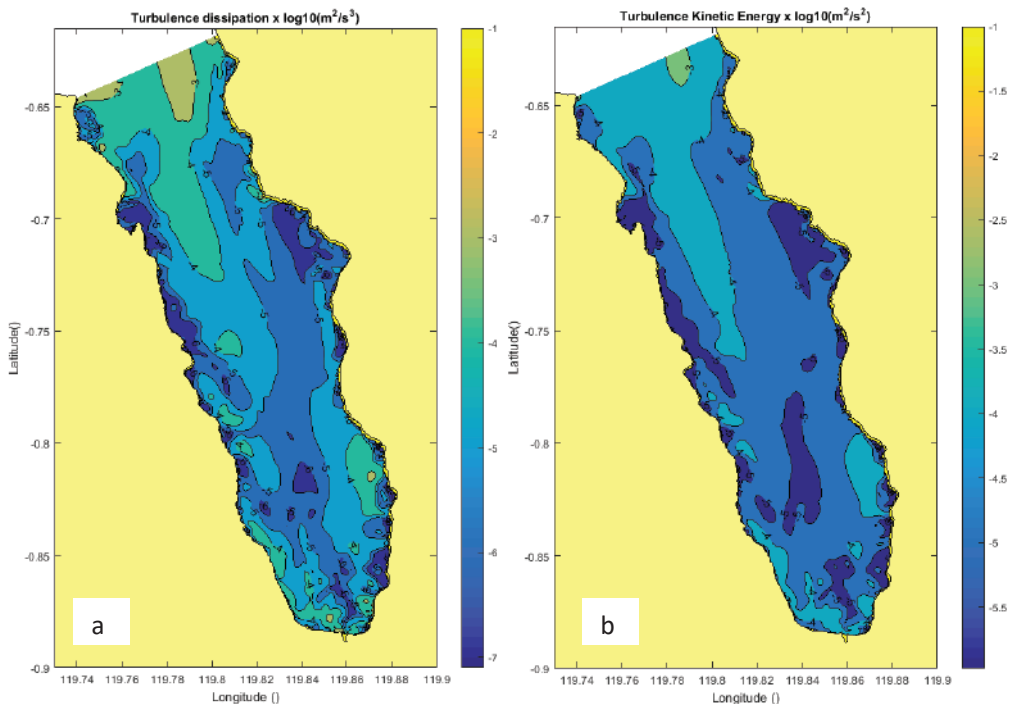 Turbulence dissipation x log10(m²/s³)
-0.65
-0.7
-0.75
-0.8
-0.85
-0.9
Latitude()
119.74 119.76 119.78 119.8 119.82 119.84 119.86 119.88 119.9
Longitude ()
a
-1
-2
-3
-4
-5
-6
-7
Turbulence Kinetic Energy x log10(m²/s²)
-0.65
-0.7
-0.75
-0.8
-0.85
-0.9
Latitude()
119.74 119.76 119.78 119.8 119.82 119.84 119.86 119.88 119.9
Longitude ()
b
-1
-1.5
-2
-2.5
-3
-3.5
-4
-4.5
-5
-5.5